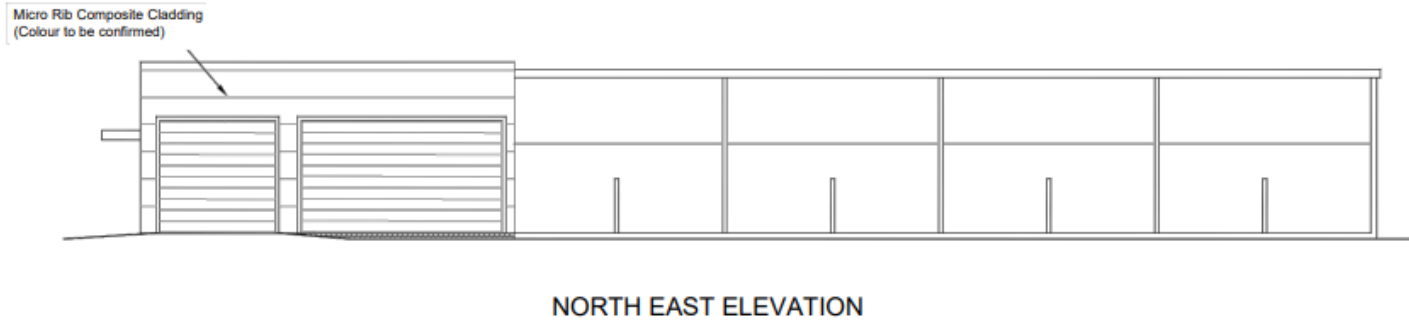 Micro Rib Composite Cladding
(Colour to be confirmed)
NORTH EAST ELEVATION